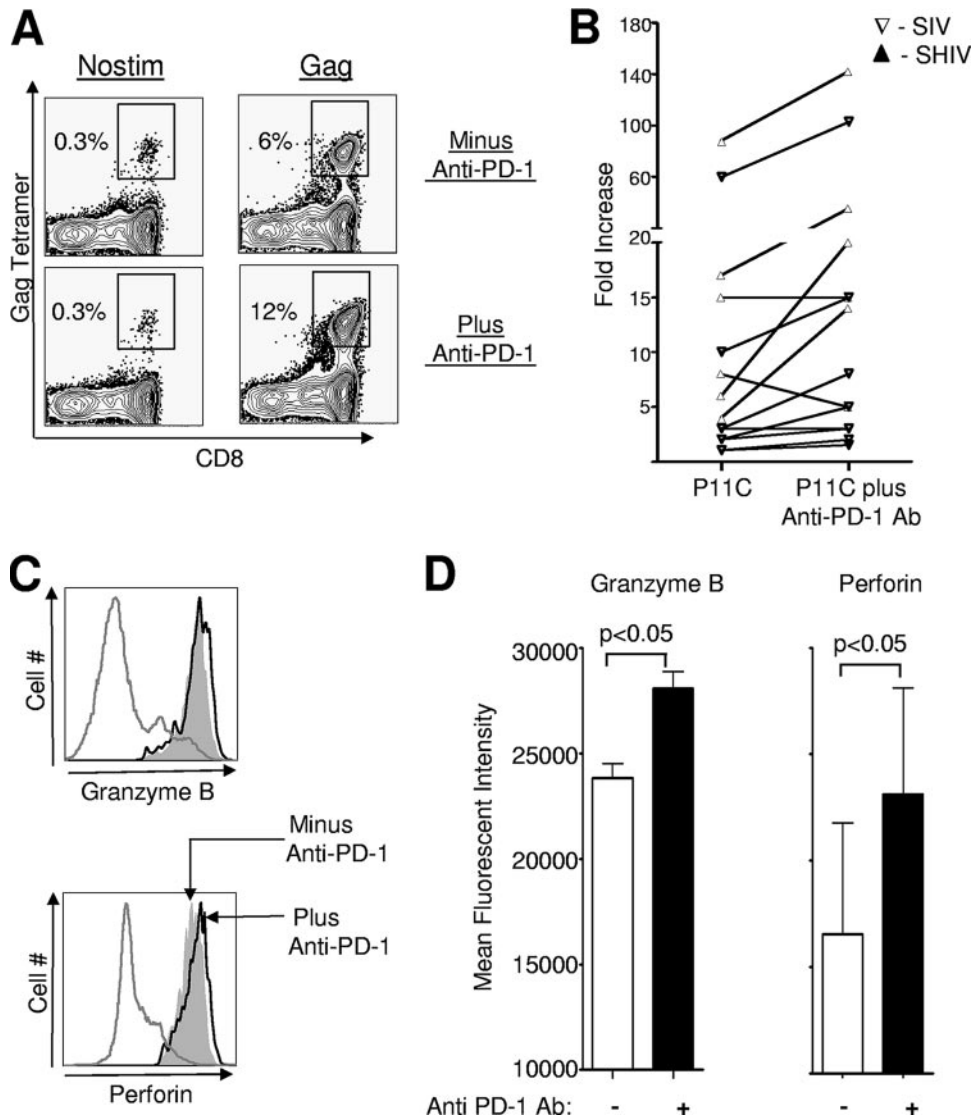 A
Nostim
Gag
0.3%
6%
Minus
Anti-PD-1
0.3%
12%
Plus
Anti-PD-1
Gag Tetramer
CD8
B
- SIV
- SHIV
180
140
100
60
20
15
10
5
Fold Increase
P11C
P11C plus
Anti-PD-1 Ab
C
Cell #
Granzyme B
Minus
Anti-PD-1
Plus
Anti-PD-1
Cell #
Perforin
D
Granzyme B
Perforin
p<0.05
p<0.05
30000
25000
20000
15000
10000
Mean Fluorescent Intensity
Anti PD-1 Ab: - + - +